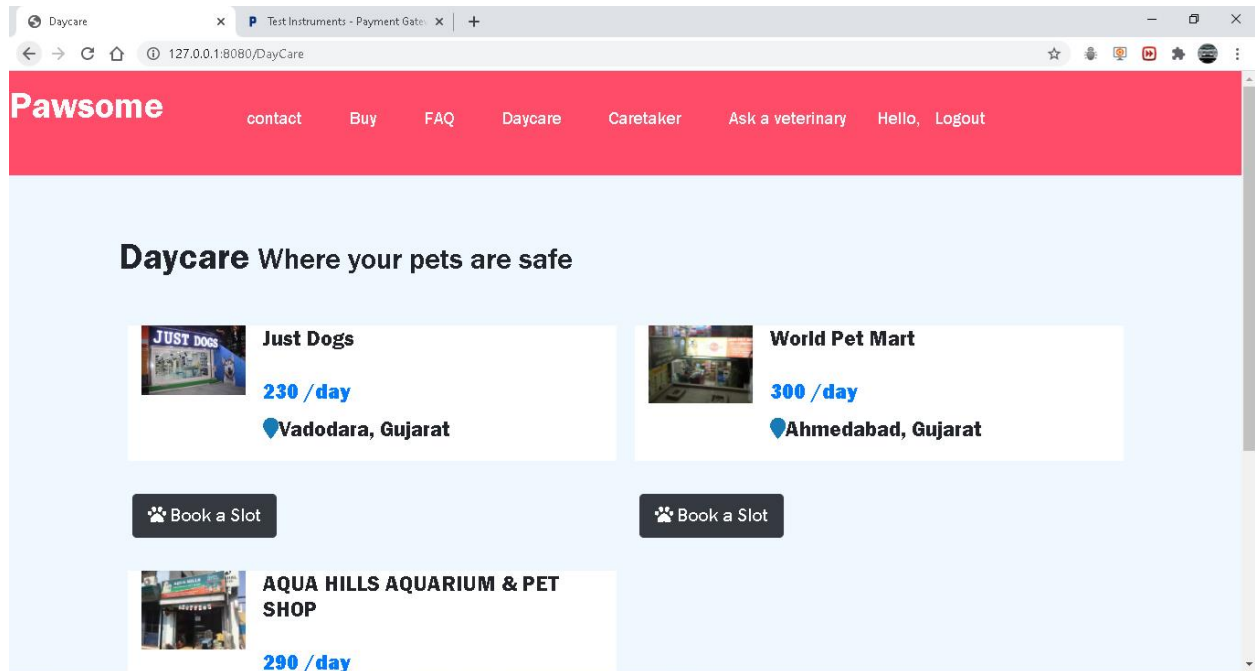 Daycare
Test Instruments - Payment Gate
127.0.0.1:8080/DayCare
Pawsome
contact Buy FAQ Daycare Caretaker Ask a veterinary Hello, Logout
Daycare Where your pets are safe
JUST DOGS
Just Dogs
230 /day
Vadodara, Gujarat
World Pet Mart
300 /day
Ahmedabad, Gujarat
Book a Slot
Book a Slot
AQUA HILLS AQUARIUM & PET
SHOP
290 /day